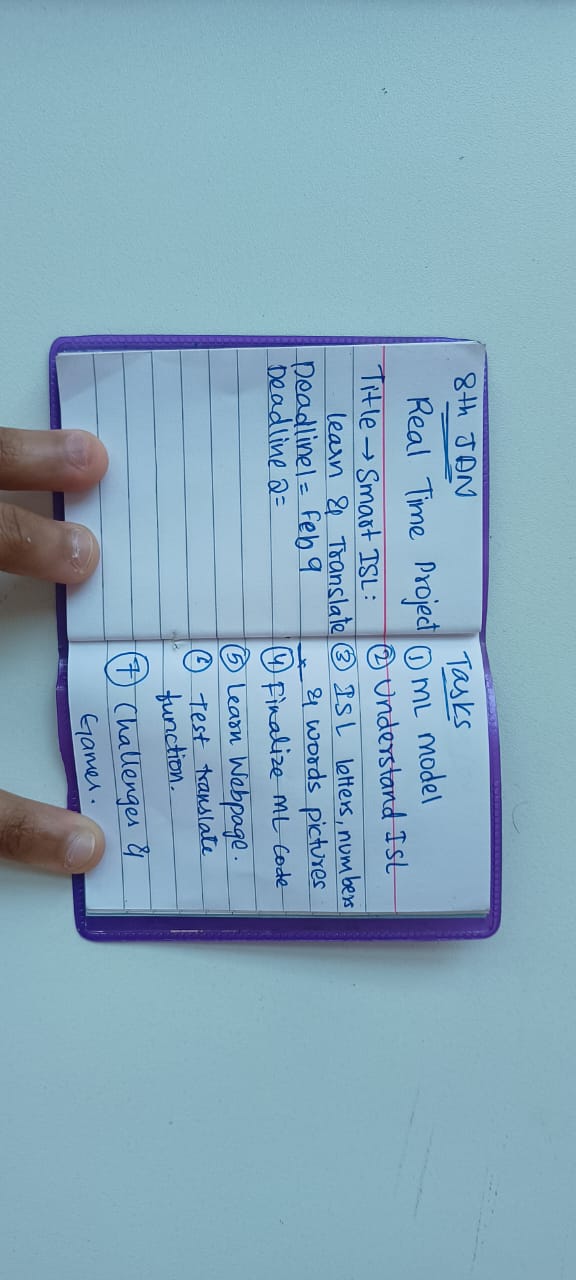 8th JAN
Real Time Project
Title → Smart ISL:
learn & Translate
Deadline1 = Feb 9
Deadline 2 =
Tasks
① ML model
② Understand ISL
③ ISL letters, numbers
& words pictures
④ Finalize ML code
⑤ Learn Webpage.
⑥ Test translate
function.
⑦ Challenges &
Games.